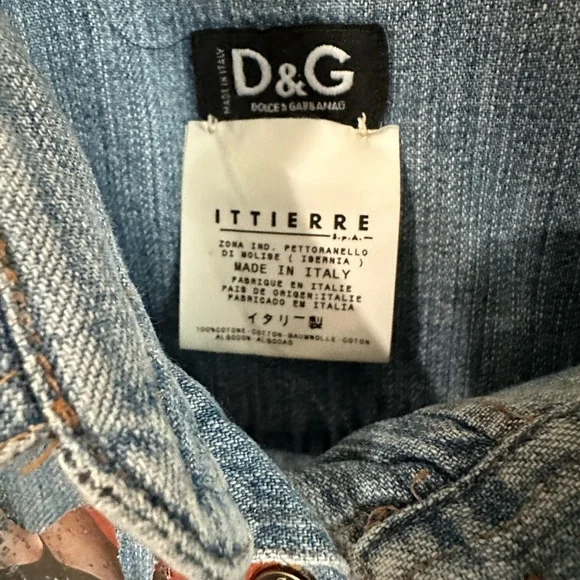 MADE IN ITALY
D&G
DOLCE & GABBANA
ITTIERRE
S.p.A.
ZONA IND. PETTORANELLO
DI MOLISE ( ISERNIA )
MADE IN ITALY
FABRIQUE EN ITALIE
PAIS DE ORIGEN:ITALIE
FABRICADO EM ITALIA
イタリー製
100%COTONE-COTTON-BAUMWOLLE-COTON
ALGODON-ALGODAO